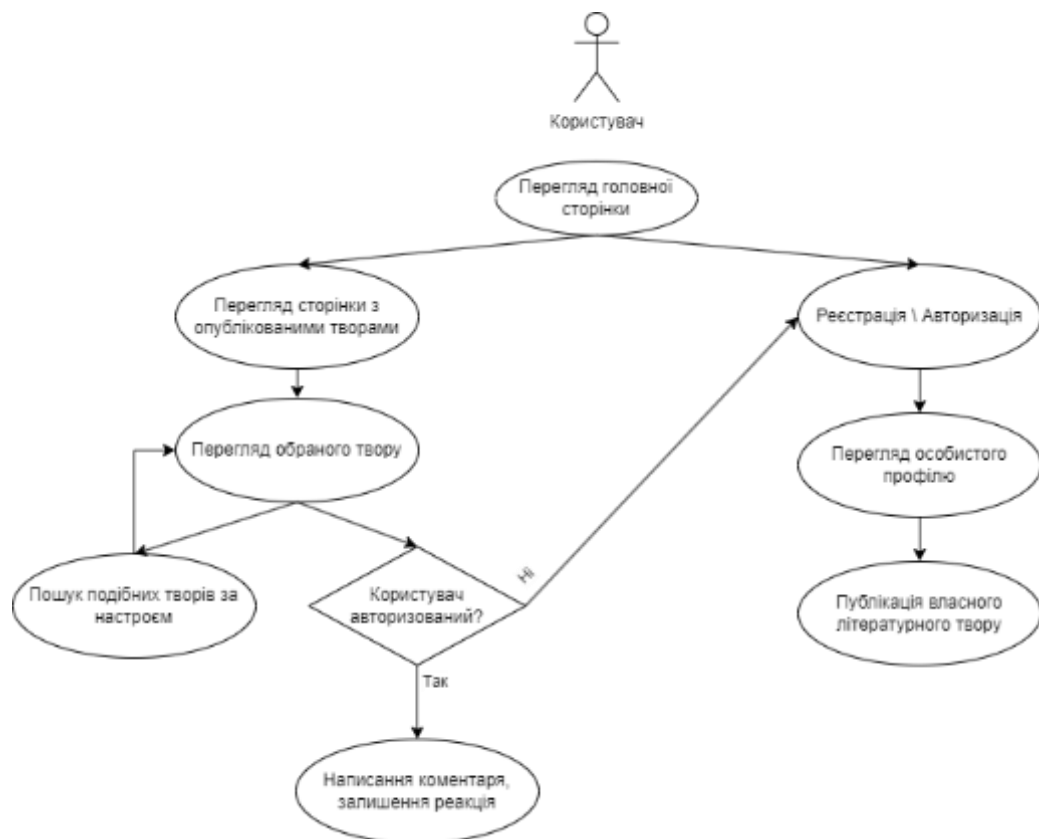 Користувач
Перегляд головної
сторінки
Перегляд сторінки з
опублікованими творами
Реєстрація \ Авторизація
Перегляд обраного твору
Перегляд особистого
профілю
Ні
Пошук подібних творів за
настроєм
Користувач
авторизований?
Публікація власного
літературного твору
Так
Написання коментаря,
залишення реакція